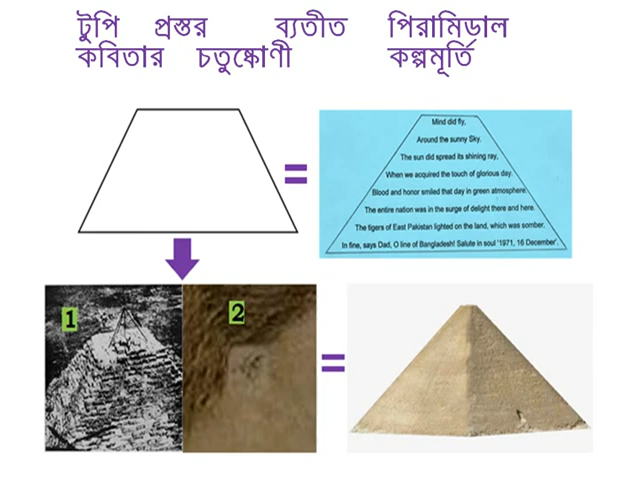 টুপি প্রস্তর ব্যতীত পিরামিডাল
কবিতার চতুষ্কোণী কল্পমূর্তি
Mind did fly,
Around the sunny Sky.
The sun did spread its shining ray,
When we acquired the touch of glorious day.
Blood and honor smiled that day in green atmosphere.
The entire nation was in the surge of delight there and here.
The tigers of East Pakistan lighted on the land, which was somber.
In fine, says Dad, O line of Bangladesh! Salute in soul '1971, 16 December'.
=
1
2
=